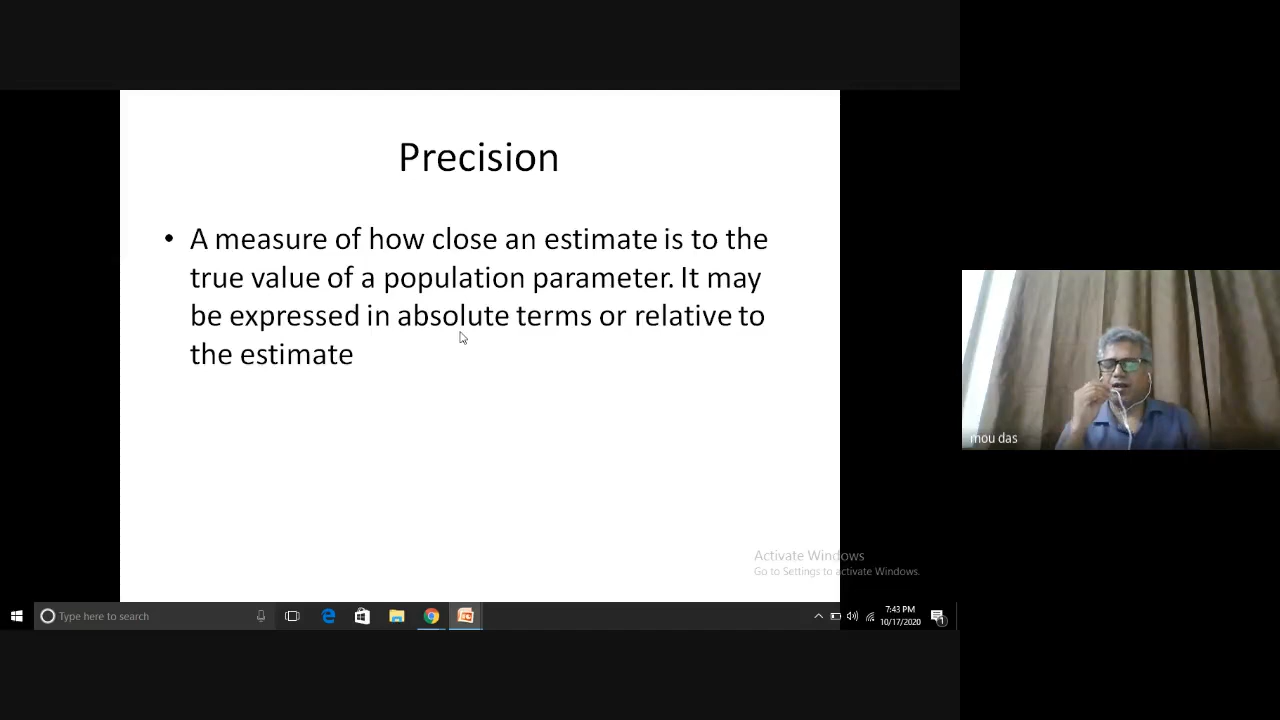 Precision
• A measure of how close an estimate is to the
true value of a population parameter. It may
be expressed in absolute terms or relative to
the estimate
mou das
Activate Windows
Go to Settings to activate Windows.
Type here to search
7:43 PM
10/17/2020
1